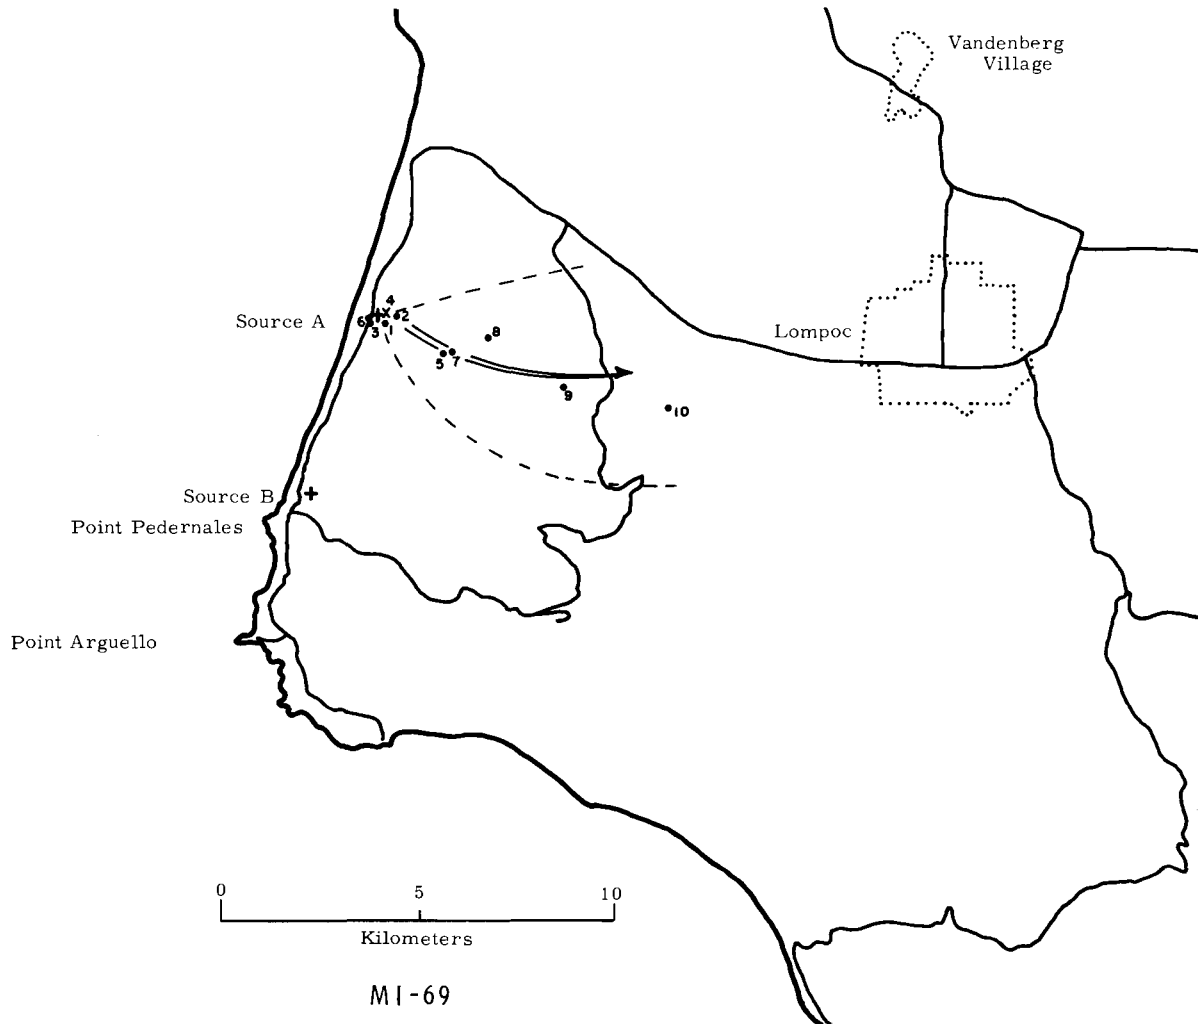 Vandenberg
Village
4
Source A
6
3
1
2
8
Lompoc
5
7
9
10
Source B
Point Pedernales
Point Arguello
0 5 10
Kilometers
MI-69